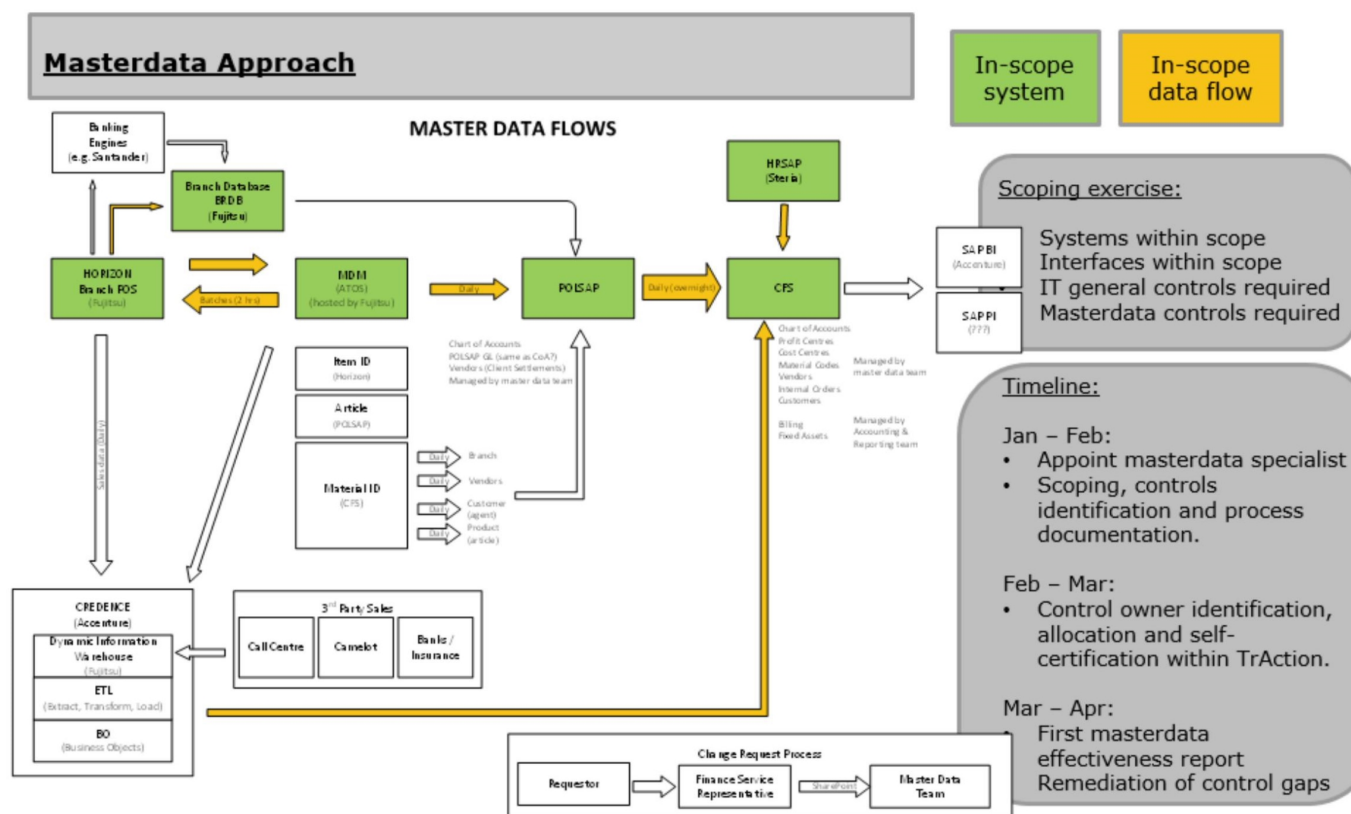 Masterdata Approach
In-scope
system
In-scope
data flow
MASTER DATA FLOWS
Banking
Engines
(e.g. Santander)
Branch Database
BRDB
(Fujitsu)
HRSAP
(Steria)
HORIZON
Branch POS
(Fujitsu)
Batches (2 hrs)
MDM
(ATOS)
(hosted by Fujitsu)
Daily
POLSAP
Daily (overnight)
CFS
SAPBI
(Accenture)
SAPPI
(???)
Scoping exercise:
Systems within scope
Interfaces within scope
• IT general controls required
Masterdata controls required
Item ID
(Horizon)
Article
(POLSAP)
Material ID
(CFS)
Chart of Accounts
POLSAP GL (same as CoA?)
Vendors (Client Settlements)
Managed by master data team
Daily
Branch
Daily
Vendors
Daily
Customer
(agent)
Daily
Product
(article)
Chart of Accounts
Profit Centres
Cost Centres
Material Codes
Vendors
Internal Orders
Customers
Managed by
master data team
Billing
Fixed Assets
Managed by
Accounting &
Reporting team
Sales data (Daily)
CREDENCE
(Accenture)
Dynamic Information
Warehouse
(Fujitsu)
ETL
(Extract, Transform, Load)
BO
(Business Objects)
3rd Party Sales
Call Centre
Camelot
Banks /
Insurance
Change Request Process
Requestor
Finance Service
Representative
SharePoint
Master Data
Team
Timeline:
Jan – Feb:
• Appoint masterdata specialist
• Scoping, controls
identification and process
documentation.
Feb – Mar:
• Control owner identification,
allocation and self-
certification within TrAction.
Mar – Apr:
• First masterdata
effectiveness report
Remediation of control gaps